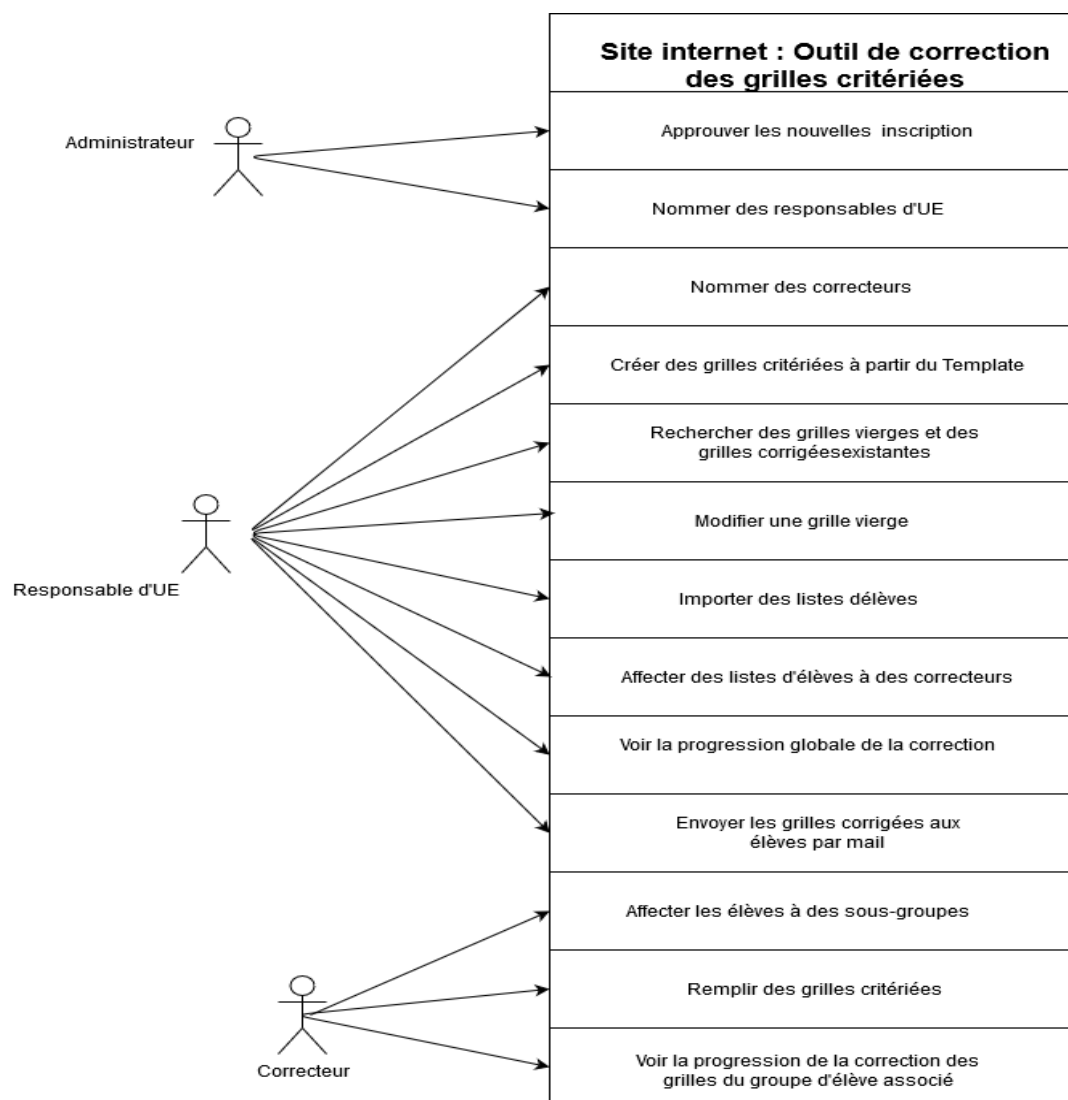 Site internet : Outil de correction
des grilles critériées
Administrateur
Approuver les nouvelles inscription
Nommer des responsables d'UE
Nommer des correcteurs
Créer des grilles critériées à partir du Template
Rechercher des grilles vierges et des
grilles corrigéesexistantes
Modifier une grille vierge
Responsable d'UE
Importer des listes délèves
Affecter des listes d'élèves à des correcteurs
Voir la progression globale de la correction
Envoyer les grilles corrigées aux
élèves par mail
Affecter les élèves à des sous-groupes
Remplir des grilles critériées
Correcteur
Voir la progression de la correction des
grilles du groupe d'élève associé